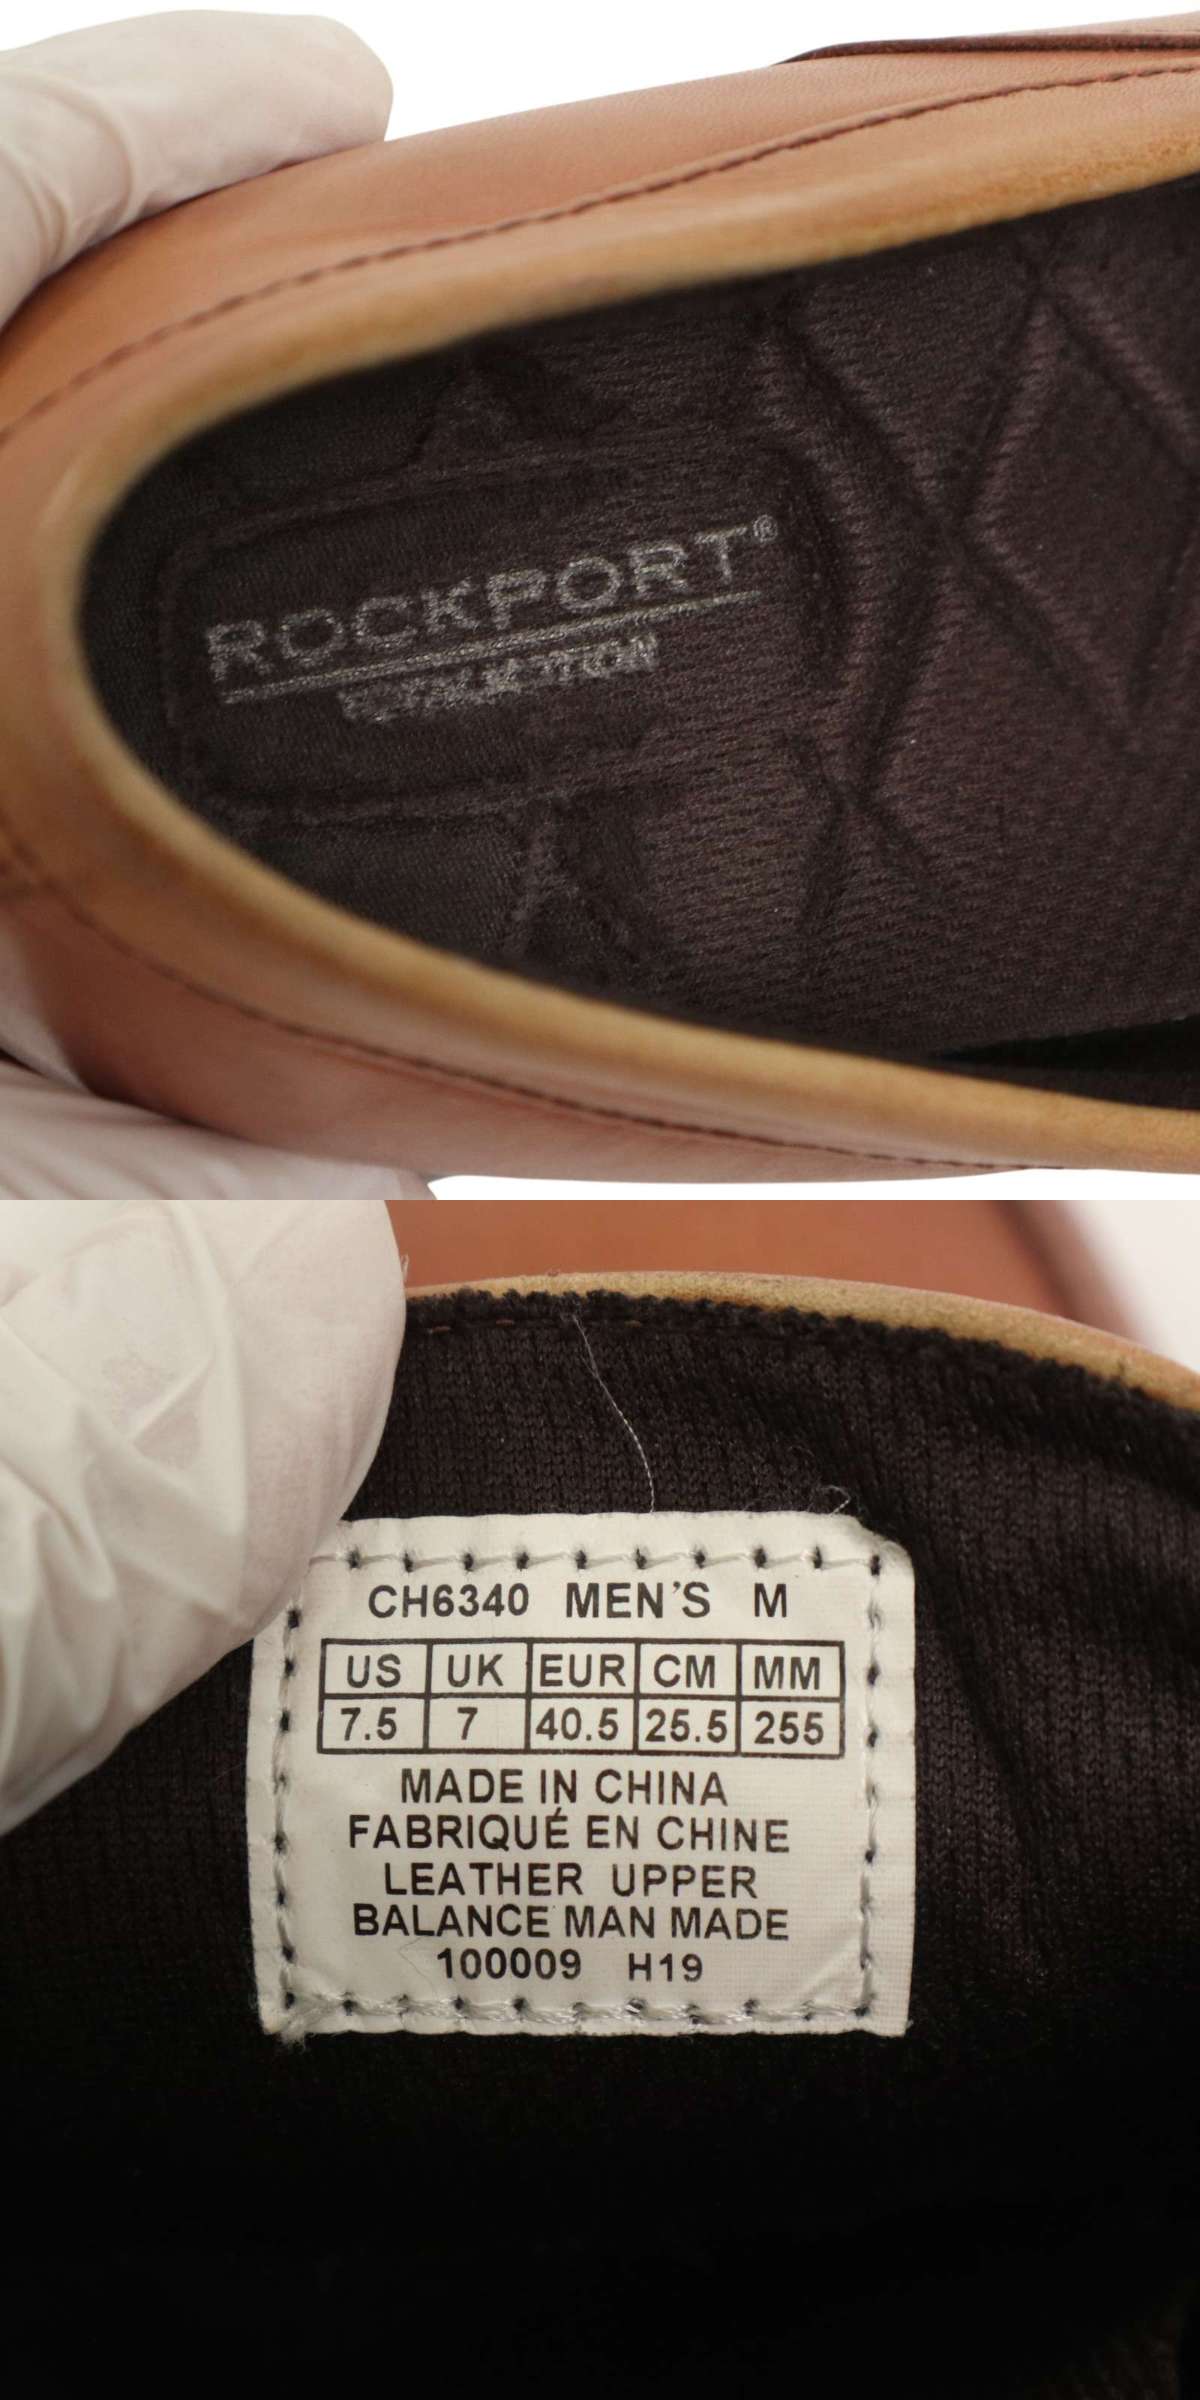 ROCKPORT®
CH6340 MEN'S M
US UK EUR CM MM
7.5 7 40.5 25.5 255
MADE IN CHINA
FABRIQUÉ EN CHINE
LEATHER UPPER
BALANCE MAN MADE
100009 H19